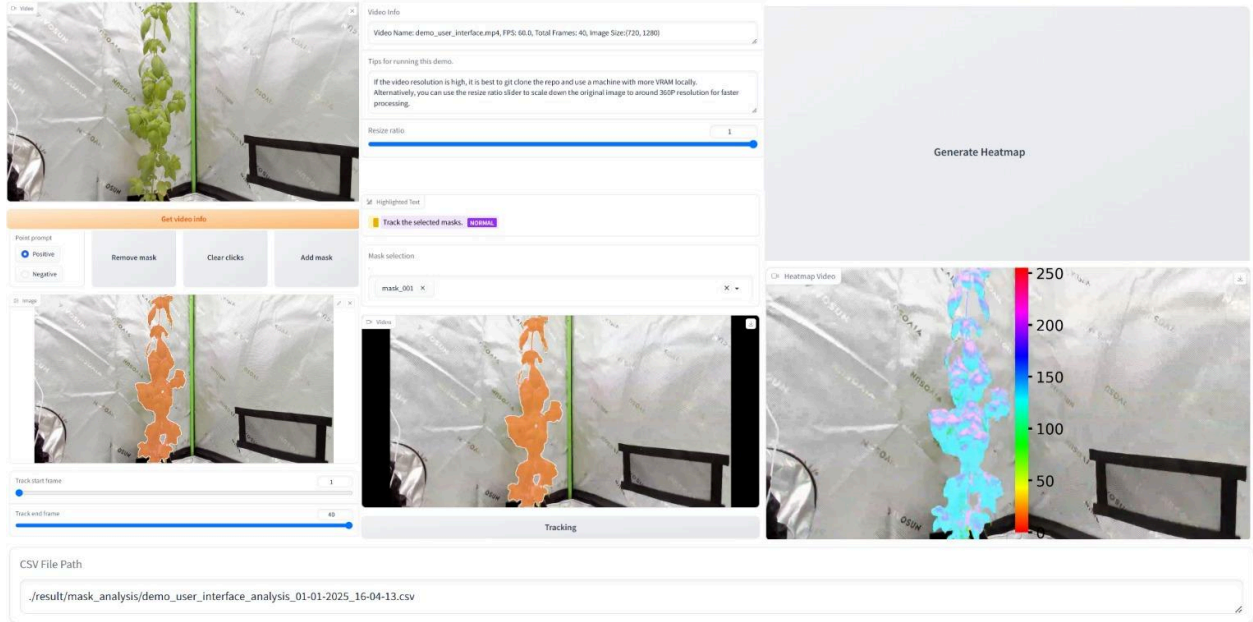 Video
Get video info
Point prompt
Positive
Negative
Remove mask
Clear clicks
Add mask
Image
Track start frame
1
Track end frame
40
Video Info
Video Name: demo_user_interface.mp4, FPS: 60.0, Total Frames: 40, Image Size:(720, 1280)
Tips for running this demo.
If the video resolution is high, it is best to git clone the repo and use a machine with more VRAM locally.
Alternatively, you can use the resize ratio slider to scale down the original image to around 360P resolution for faster
processing.
Resize ratio
1
Highlighted Text
Track the selected masks. NORMAL
Mask selection
mask_001
Video
Tracking
Generate Heatmap
Heatmap Video
250
200
150
100
50
0
CSV File Path
./result/mask_analysis/demo_user_interface_analysis_01-01-2025_16-04-13.csv